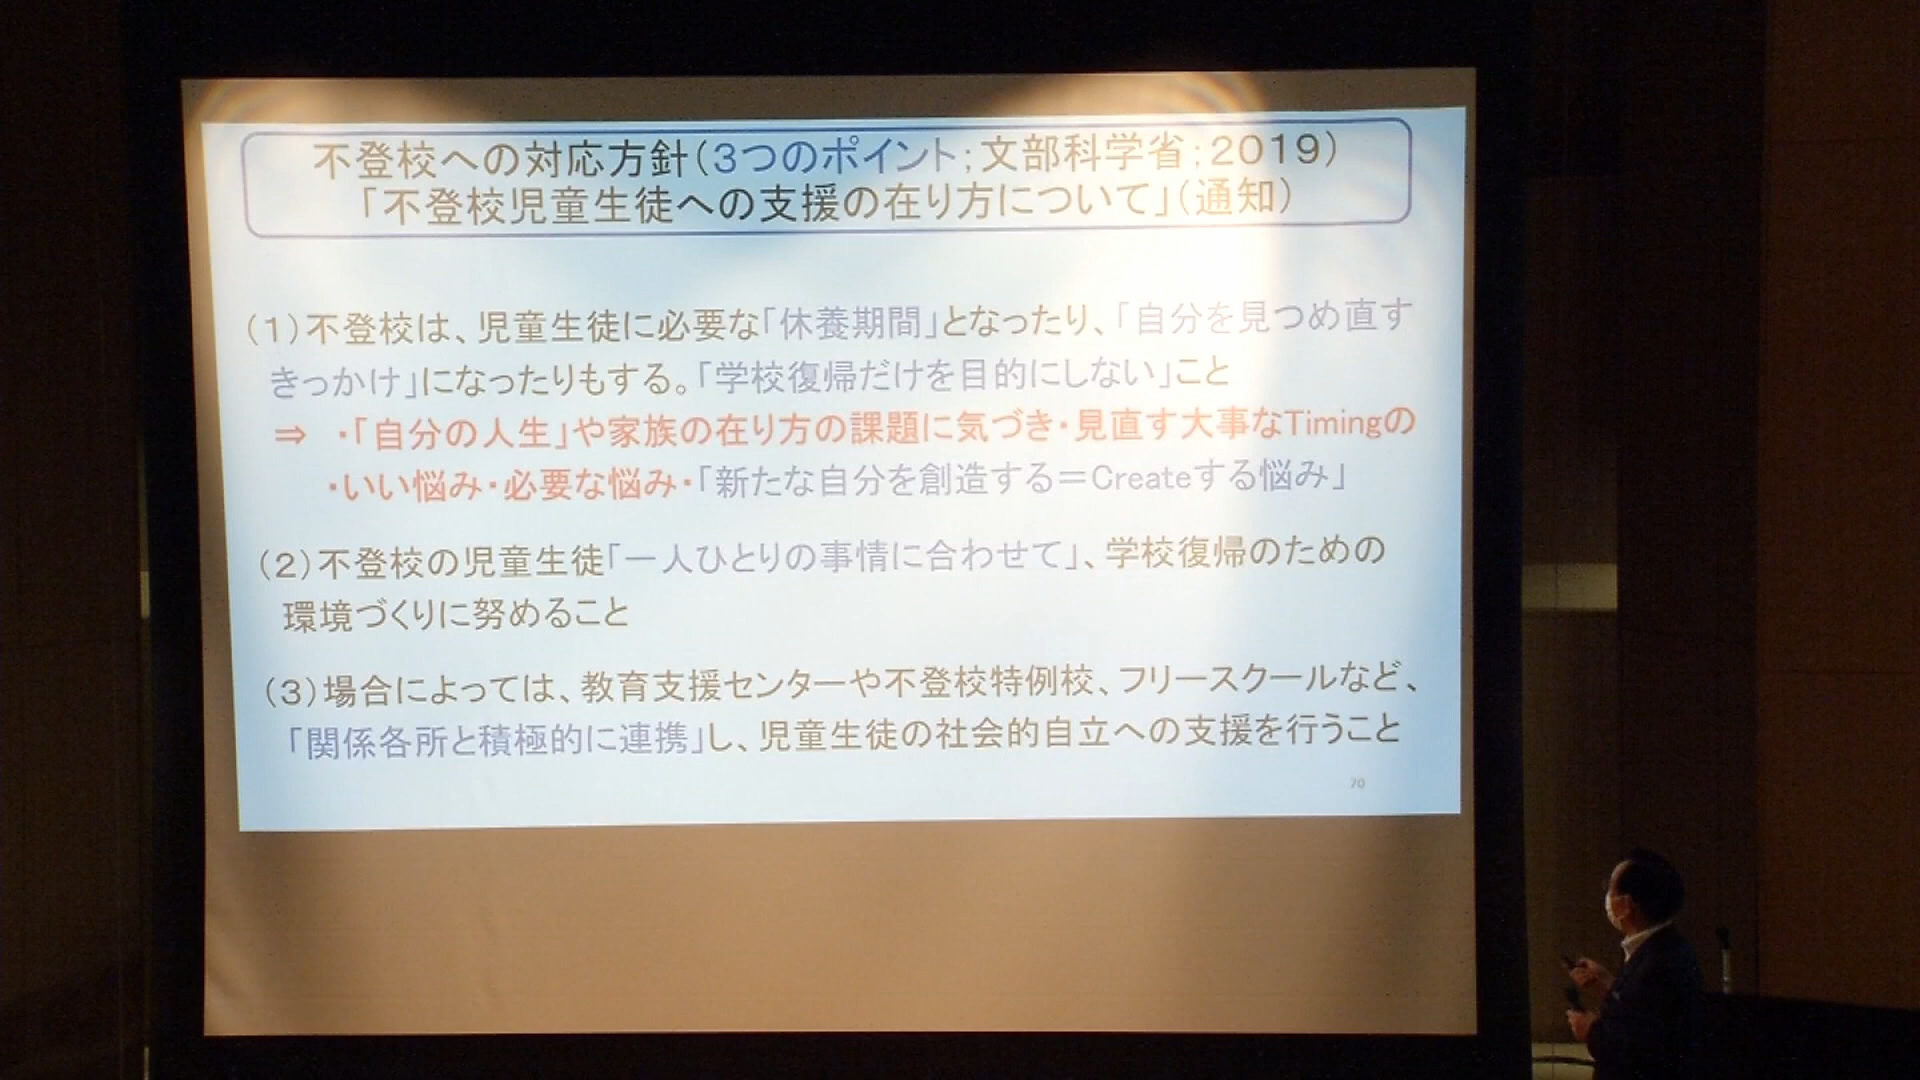 不登校への対応方針(3つのポイント;文部科学省;2019)
「不登校児童生徒への支援の在り方について」(通知)
(1)不登校は、児童生徒に必要な「休養期間」となったり、「自分を見つめ直す
きっかけ」になったりもする。「学校復帰だけを目的にしない」こと
⇒ ・「自分の人生」や家族の在り方の課題に気づき・見直す大事なTimingの
・いい悩み・必要な悩み・「新たな自分を創造する=Createする悩み」
(2)不登校の児童生徒「一人ひとりの事情に合わせて」、学校復帰のための
環境づくりに努めること
(3)場合によっては、教育支援センターや不登校特例校、フリースクールなど、
「関係各所と積極的に連携」し、児童生徒の社会的自立への支援を行うこと
70